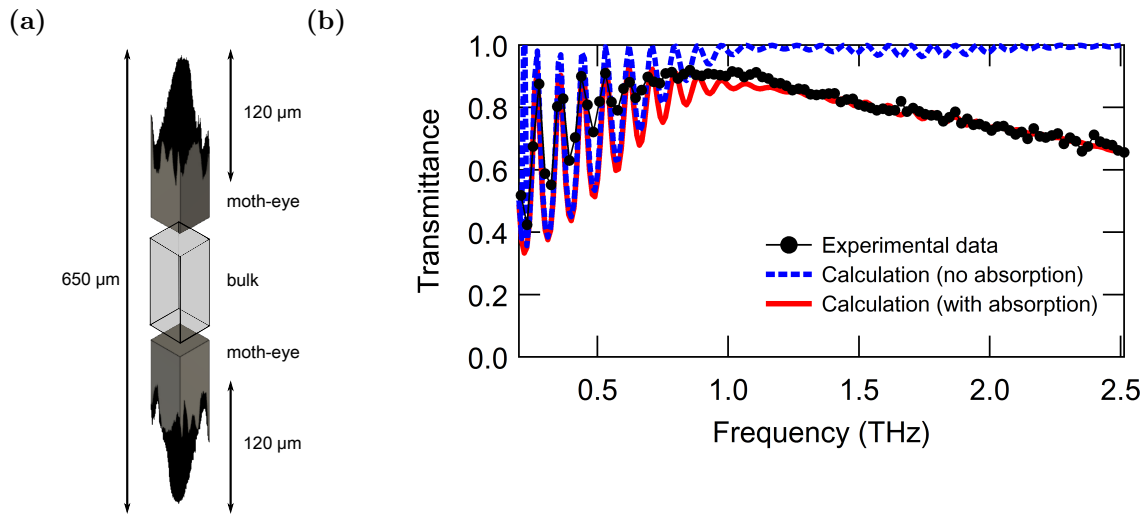 (a)
120 µm
moth-eye
650 µm
bulk
moth-eye
120 µm
(b)
1.0
0.8
0.6
0.4
0.2
0.0
Transmittance
Experimental data
Calculation (no absorption)
Calculation (with absorption)
0.5 1.0 1.5 2.0 2.5
Frequency (THz)